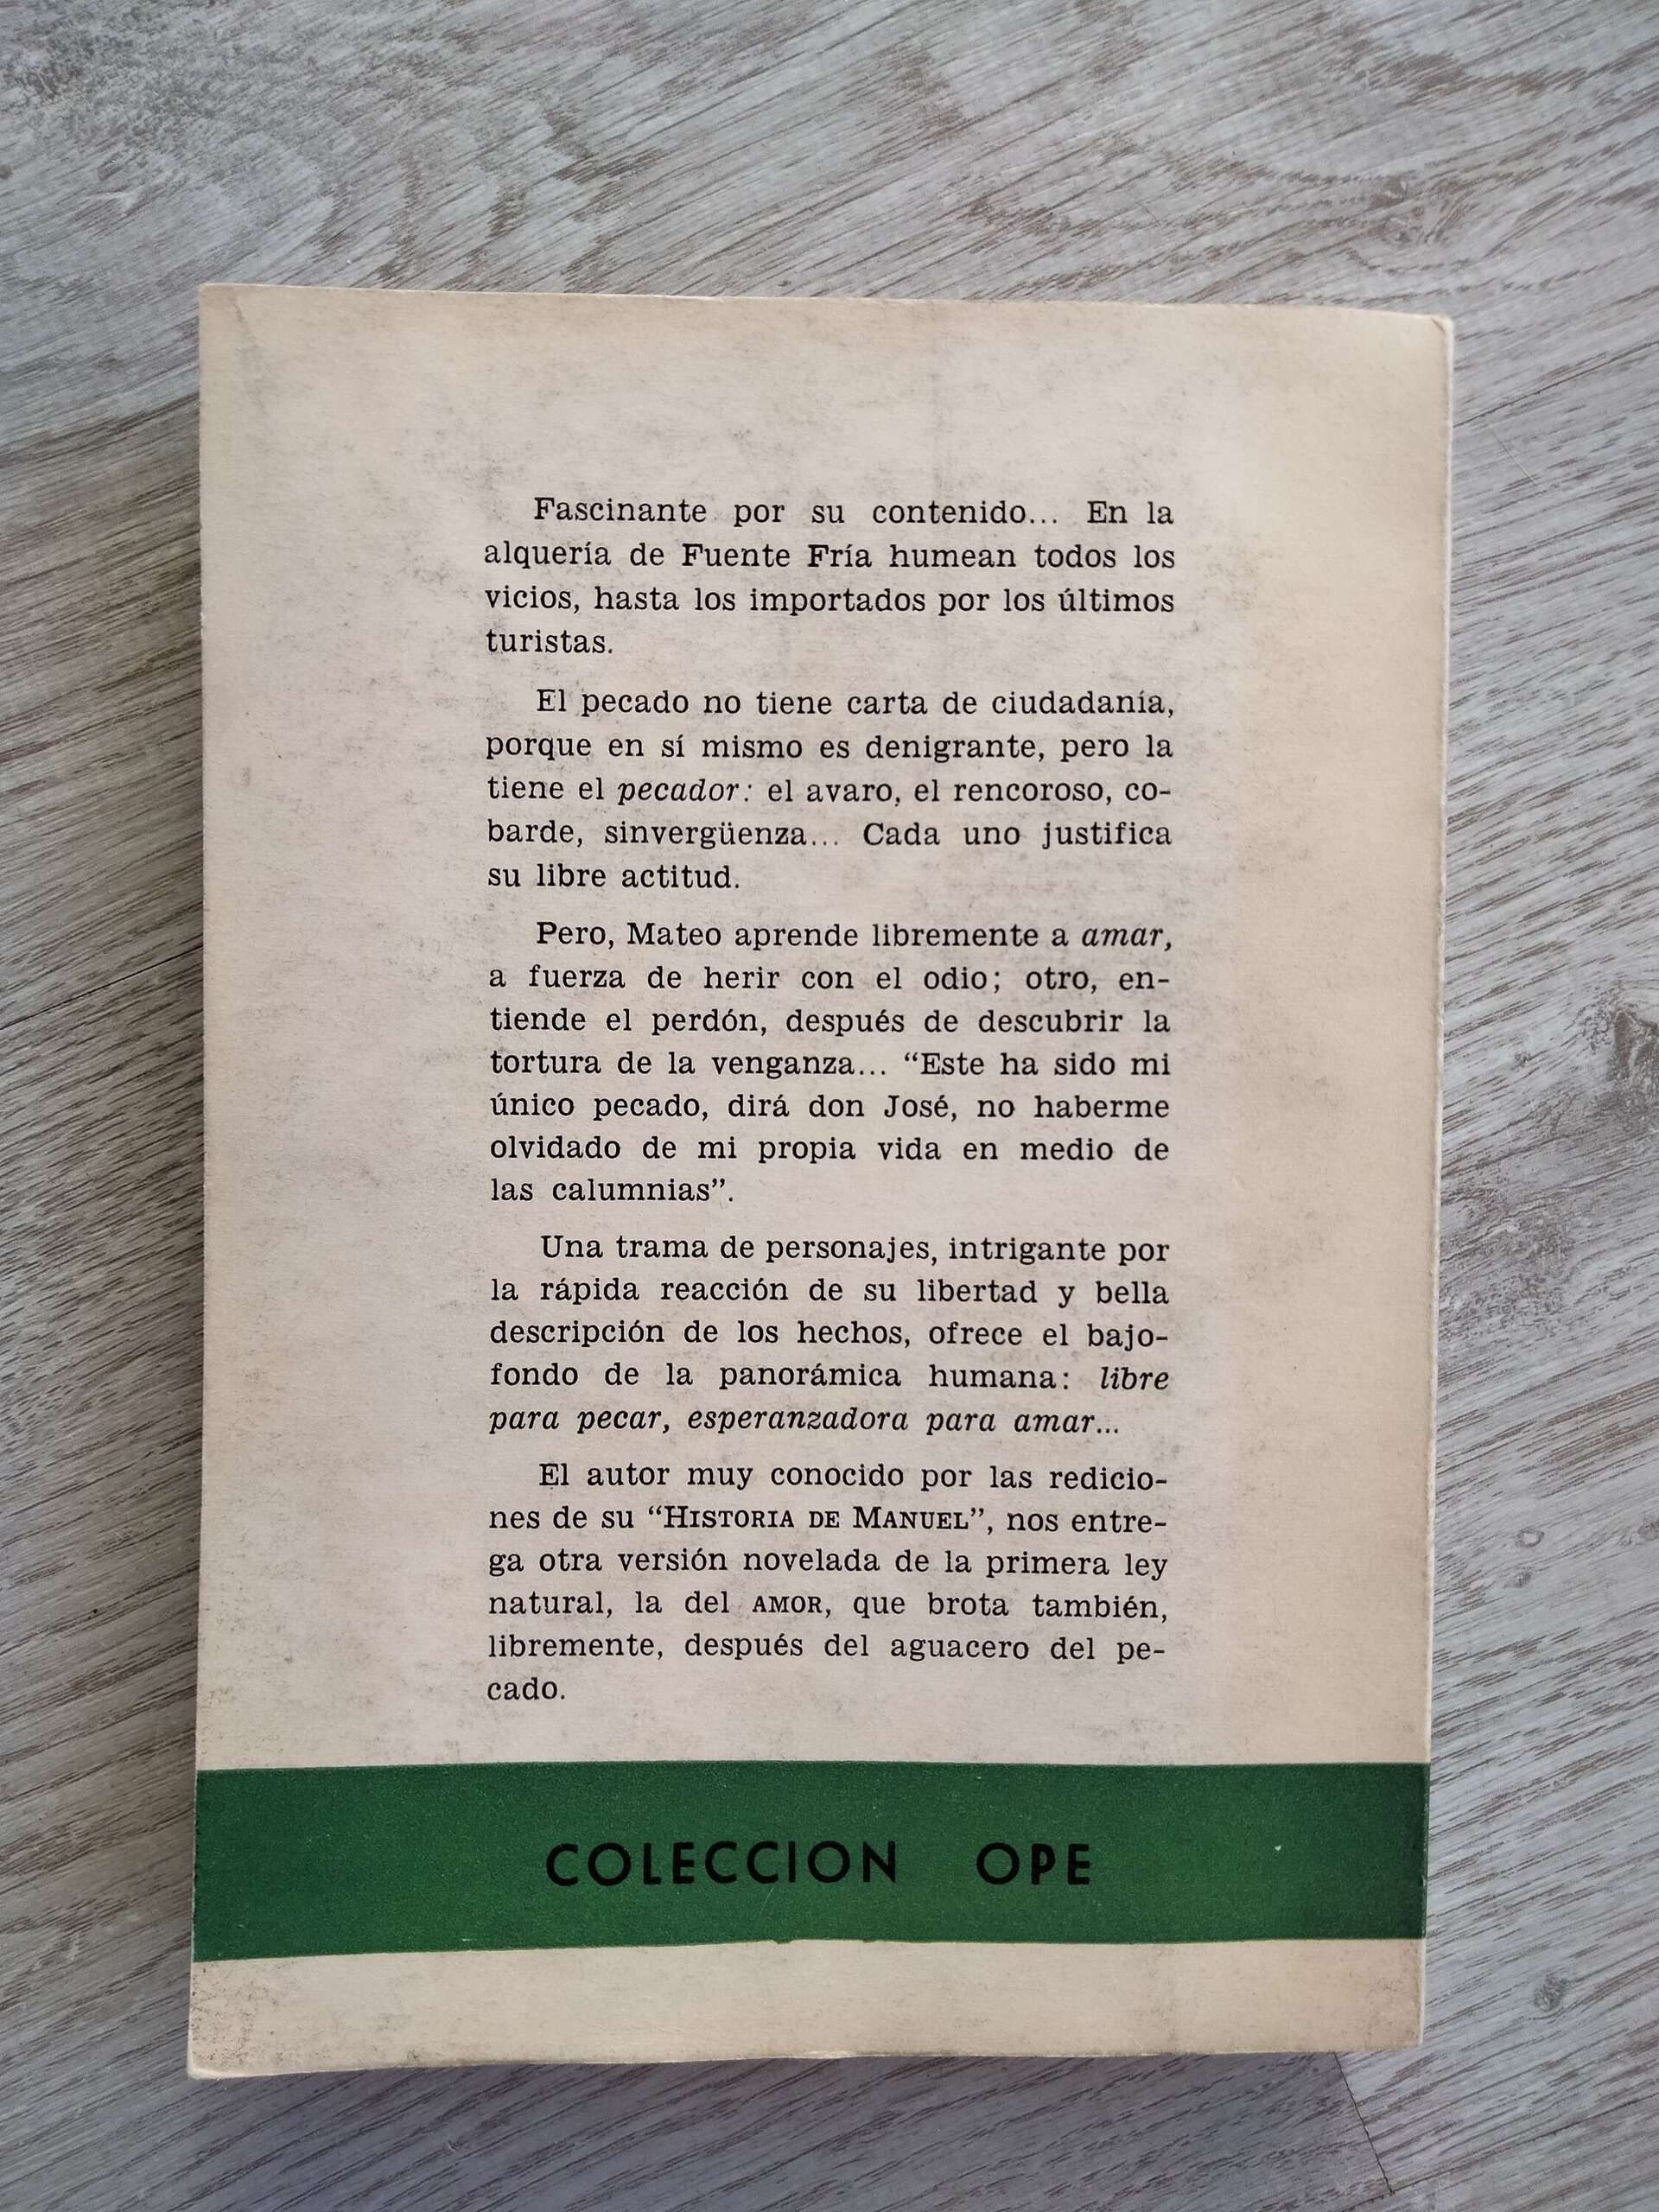 Fascinante por su contenido... En la
alquería de Fuente Fría humean todos los
vicios, hasta los importados por los últimos
turistas.
El pecado no tiene carta de ciudadanía,
porque en sí mismo es denigrante, pero la
tiene el pecador: el avaro, el rencoroso, co-
barde, sinvergüenza... Cada uno justifica
su libre actitud.
Pero, Mateo aprende libremente a amar,
a fuerza de herir con el odio; otro, en-
tiende el perdón, después de descubrir la
tortura de la venganza... “Este ha sido mi
único pecado, dirá don José, no haberme
olvidado de mi propia vida en medio de
las calumnias”.
Una trama de personajes, intrigante por
la rápida reacción de su libertad y bella
descripción de los hechos, ofrece el bajo-
fondo de la panorámica humana: libre
para pecar, esperanzadora para amar...
El autor muy conocido por las redicio-
nes de su “HISTORIA DE MANUEL”, nos entre-
ga otra versión novelada de la primera ley
natural, la del AMOR, que brota también,
libremente, después del aguacero del pe-
cado.
COLECCION OPE